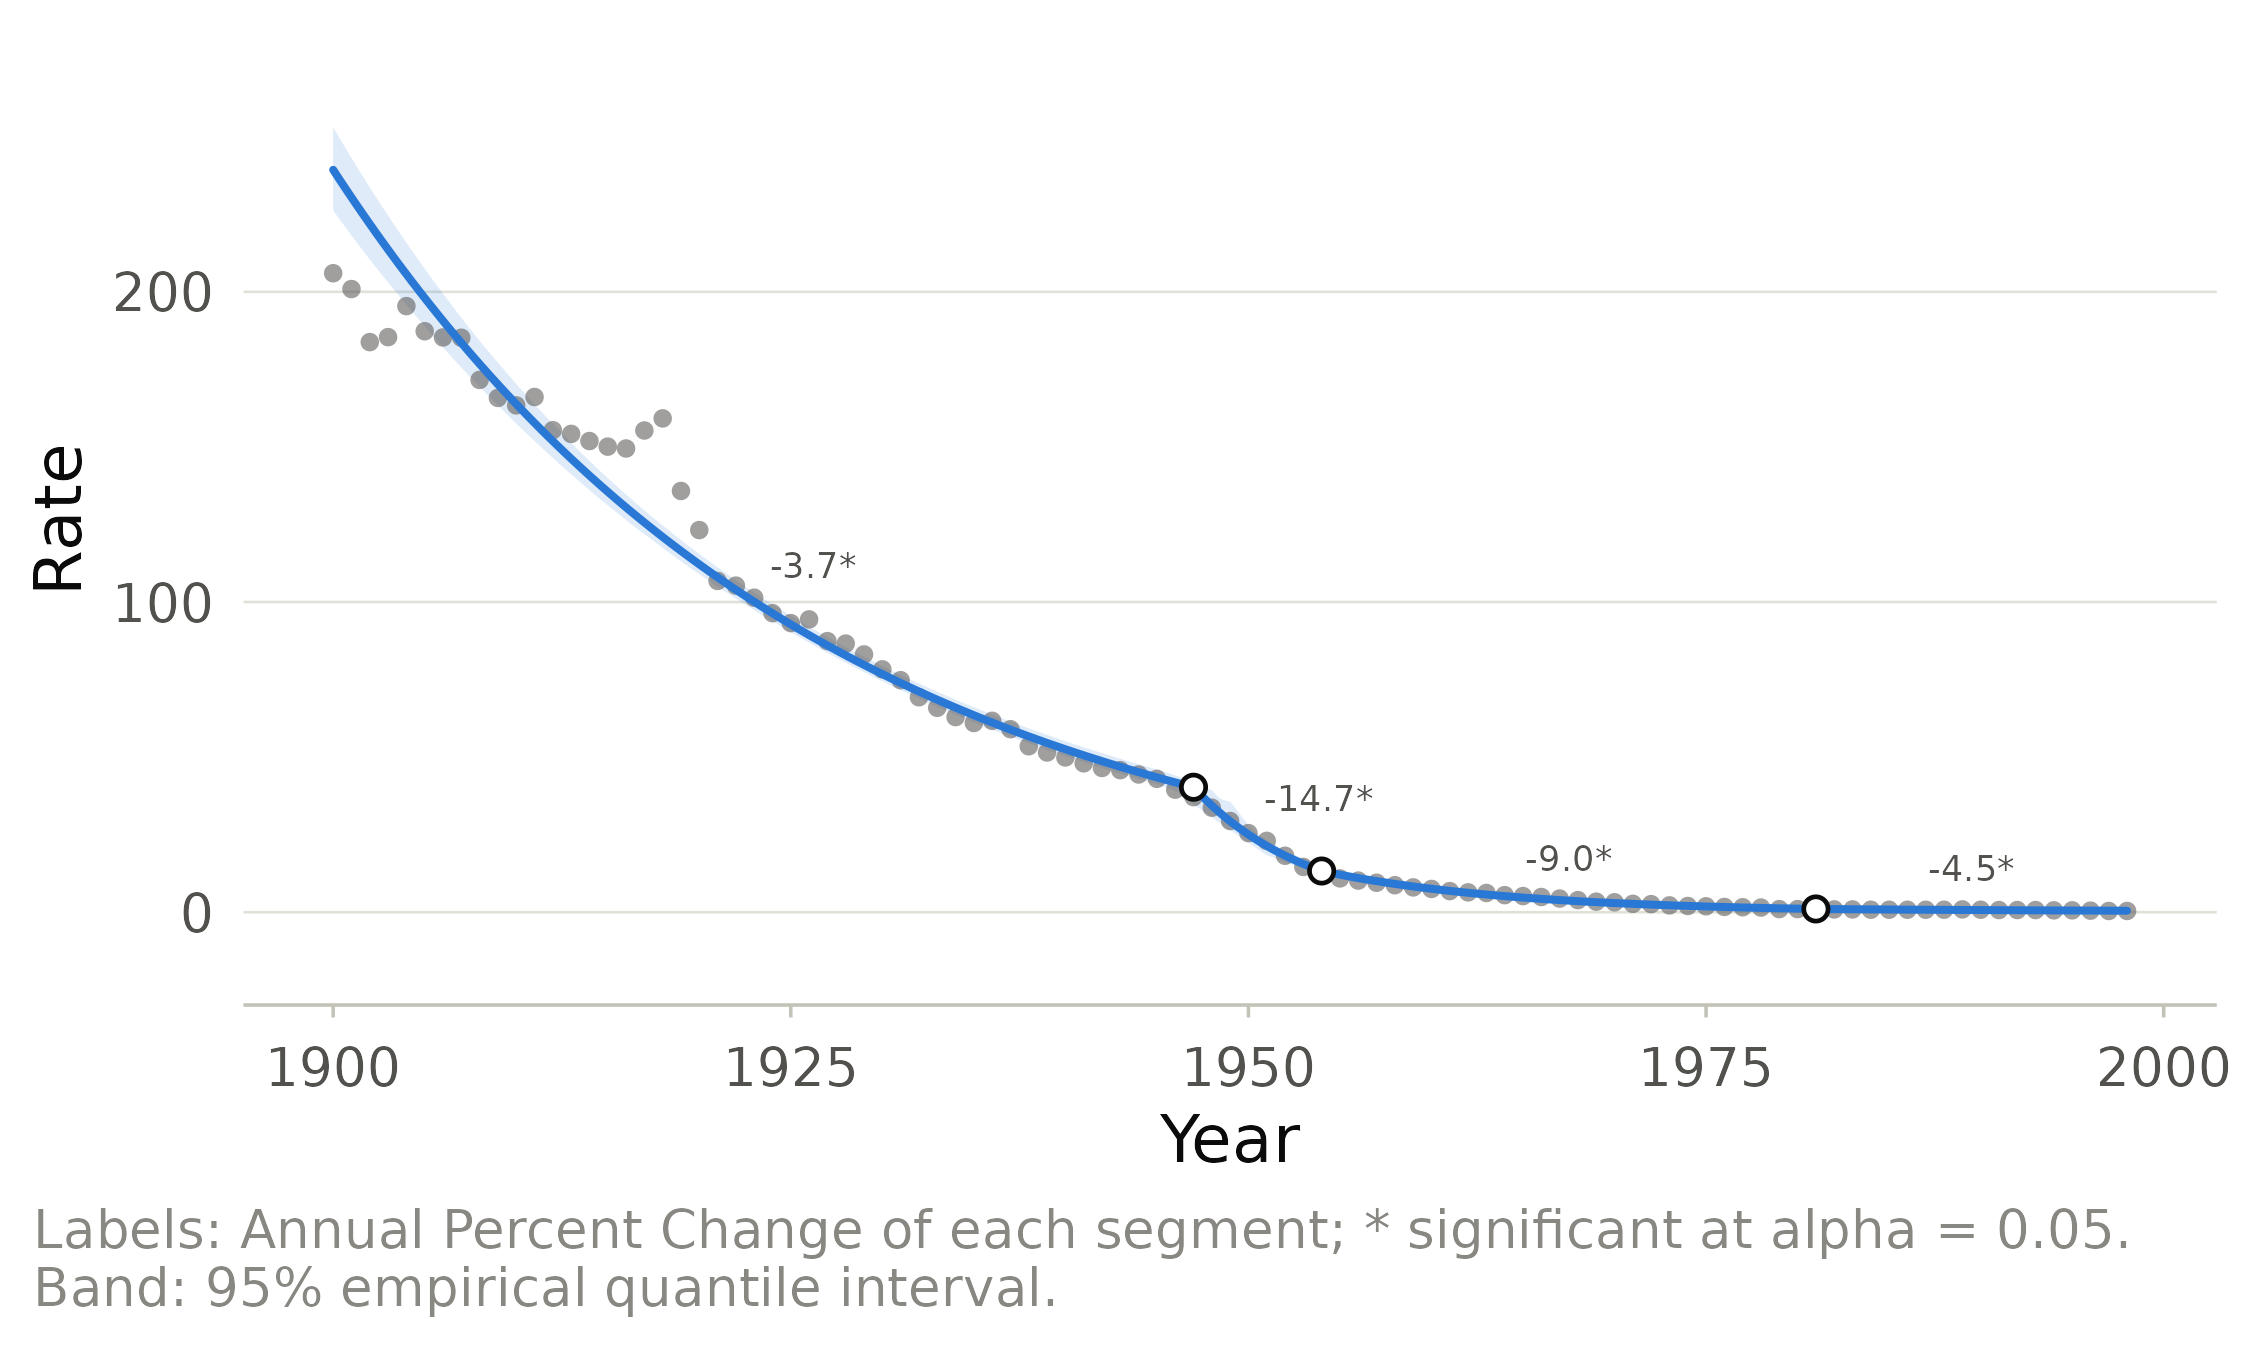 200
100
0
Rate
-3.7*
-14.7*
-9.0*
-4.5*
1900 1925 1950 1975 2000
Year
Labels: Annual Percent Change of each segment; * significant at alpha = 0.05.
Band: 95% empirical quantile interval.